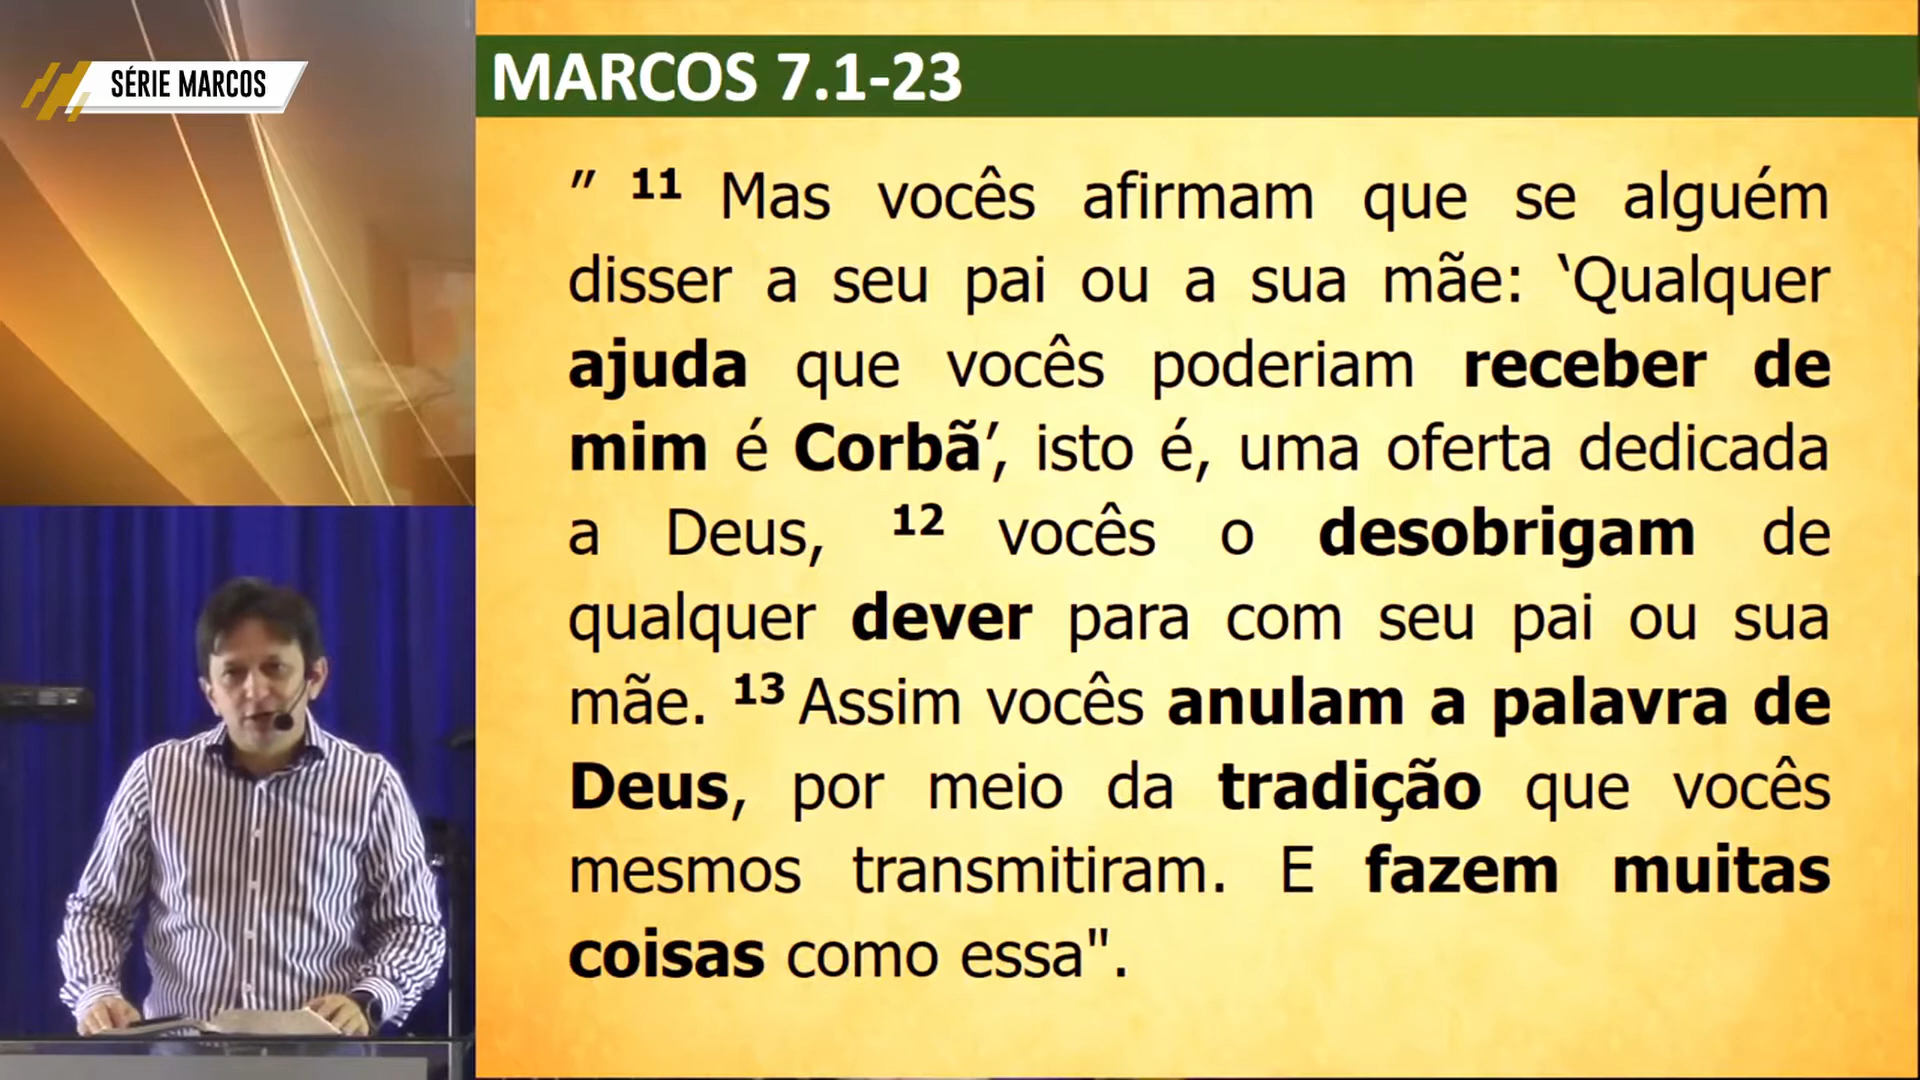 SÉRIE MARCOS
MARCOS 7.1-23
” 11 Mas vocês afirmam que se alguém
disser a seu pai ou a sua mãe: ‘Qualquer
ajuda que vocês poderiam receber de
mim é Corbã’, isto é, uma oferta dedicada
a Deus, 12 vocês o desobrigam de
qualquer dever para com seu pai ou sua
mãe. 13 Assim vocês anulam a palavra de
Deus, por meio da tradição que vocês
mesmos transmitiram. E fazem muitas
coisas como essa".